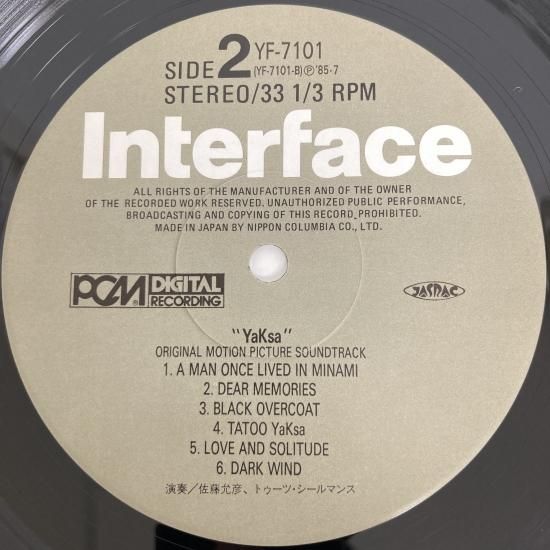 SIDE 2 YF-7101
(YF-7101-B) Ⓟ'85·7
STEREO/33 1/3 RPM
Interface
ALL RIGHTS OF THE MANUFACTURER AND OF THE OWNER
OF THE RECORDED WORK RESERVED. UNAUTHORIZED PUBLIC PERFORMANCE,
BROADCASTING AND COPYING OF THIS RECORD PROHIBITED.
MADE IN JAPAN BY NIPPON COLUMBIA CO., LTD.
PCM DIGITAL RECORDING
JASRAC
"YaKsa"
ORIGINAL MOTION PICTURE SOUNDTRACK
1. A MAN ONCE LIVED IN MINAMI
2. DEAR MEMORIES
3. BLACK OVERCOAT
4. TATOO YaKsa
5. LOVE AND SOLITUDE
6. DARK WIND
演奏/佐藤允彦、トゥーツ・シールマンス